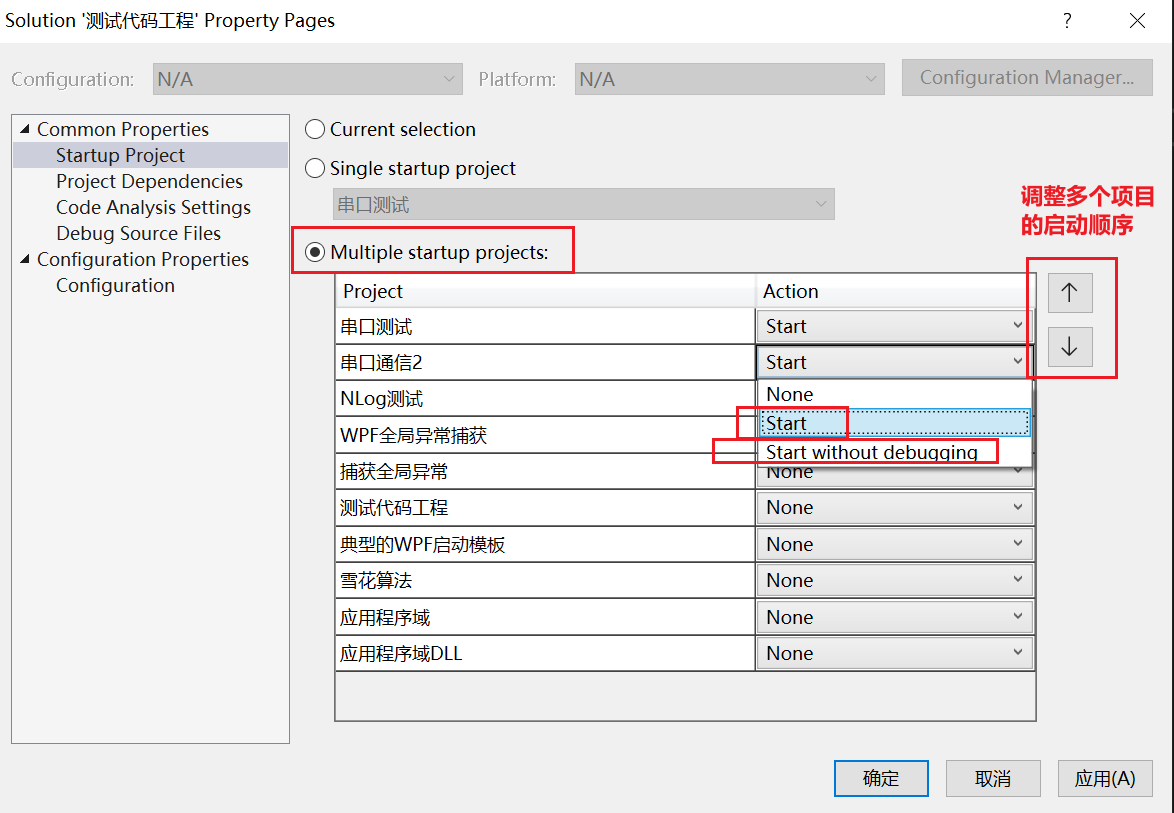 Solution '测试代码工程' Property Pages
Configuration: N/A Platform: N/A Configuration Manager...
Common Properties
Startup Project
Project Dependencies
Code Analysis Settings
Debug Source Files
Configuration Properties
Configuration
Current selection
Single startup project
串口测试
Multiple startup projects:
调整多个项目
的启动顺序
Project Action
串口测试 Start
串口通信2 Start
None
Start
Start without debugging
NLog测试
WPF全局异常捕获
捕获全局异常 None
测试代码工程 None
典型的WPF启动模板 None
雪花算法 None
应用程序域 None
应用程序域DLL None
确定 取消 应用(A)